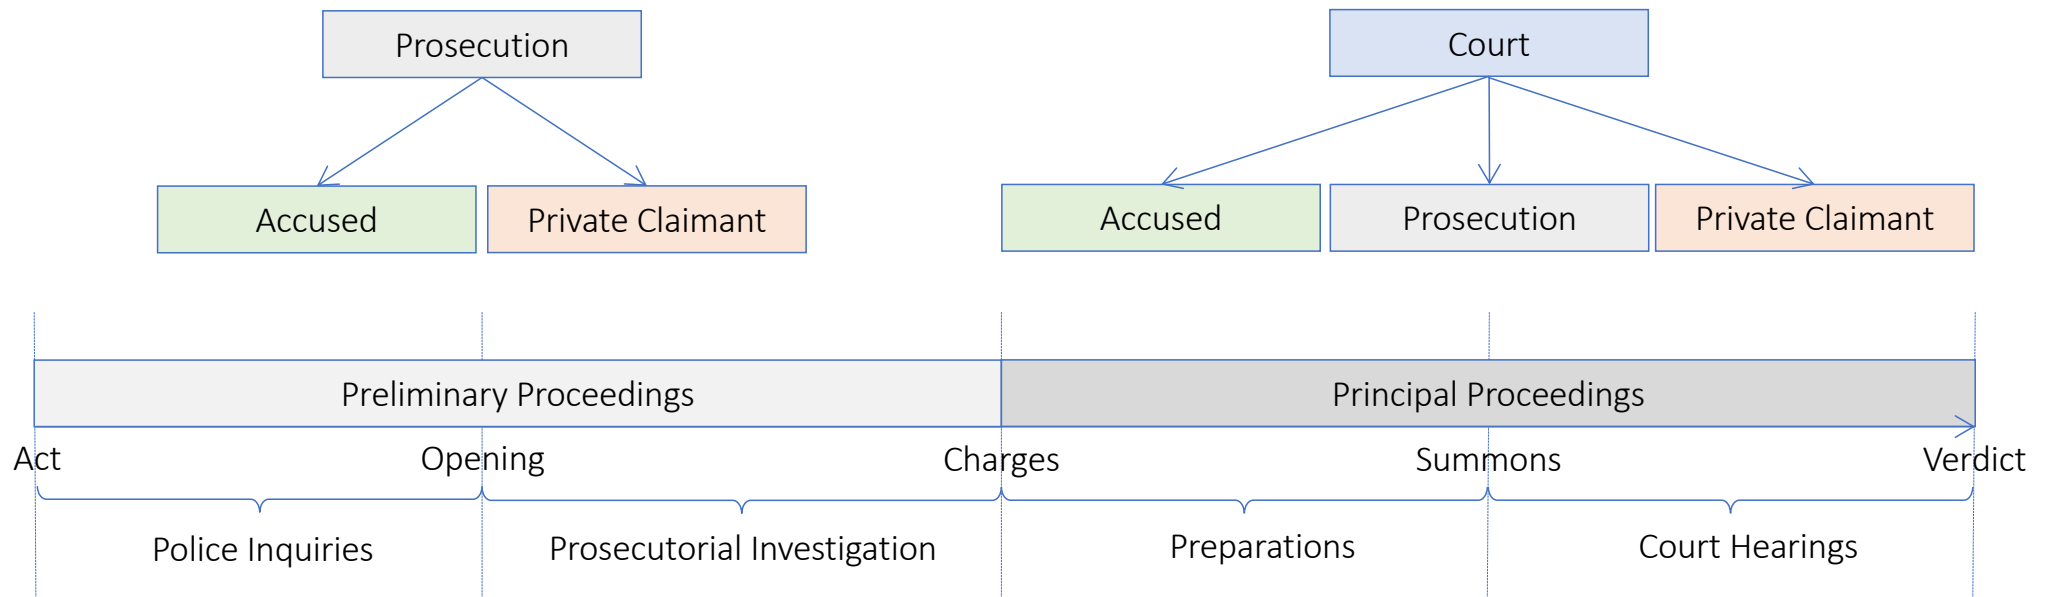 Prosecution
Court
Accused
Private Claimant
Accused
Prosecution
Private Claimant
Preliminary Proceedings
Principal Proceedings
Act
Opening
Charges
Summons
Verdict
Police Inquiries
Prosecutorial Investigation
Preparations
Court Hearings